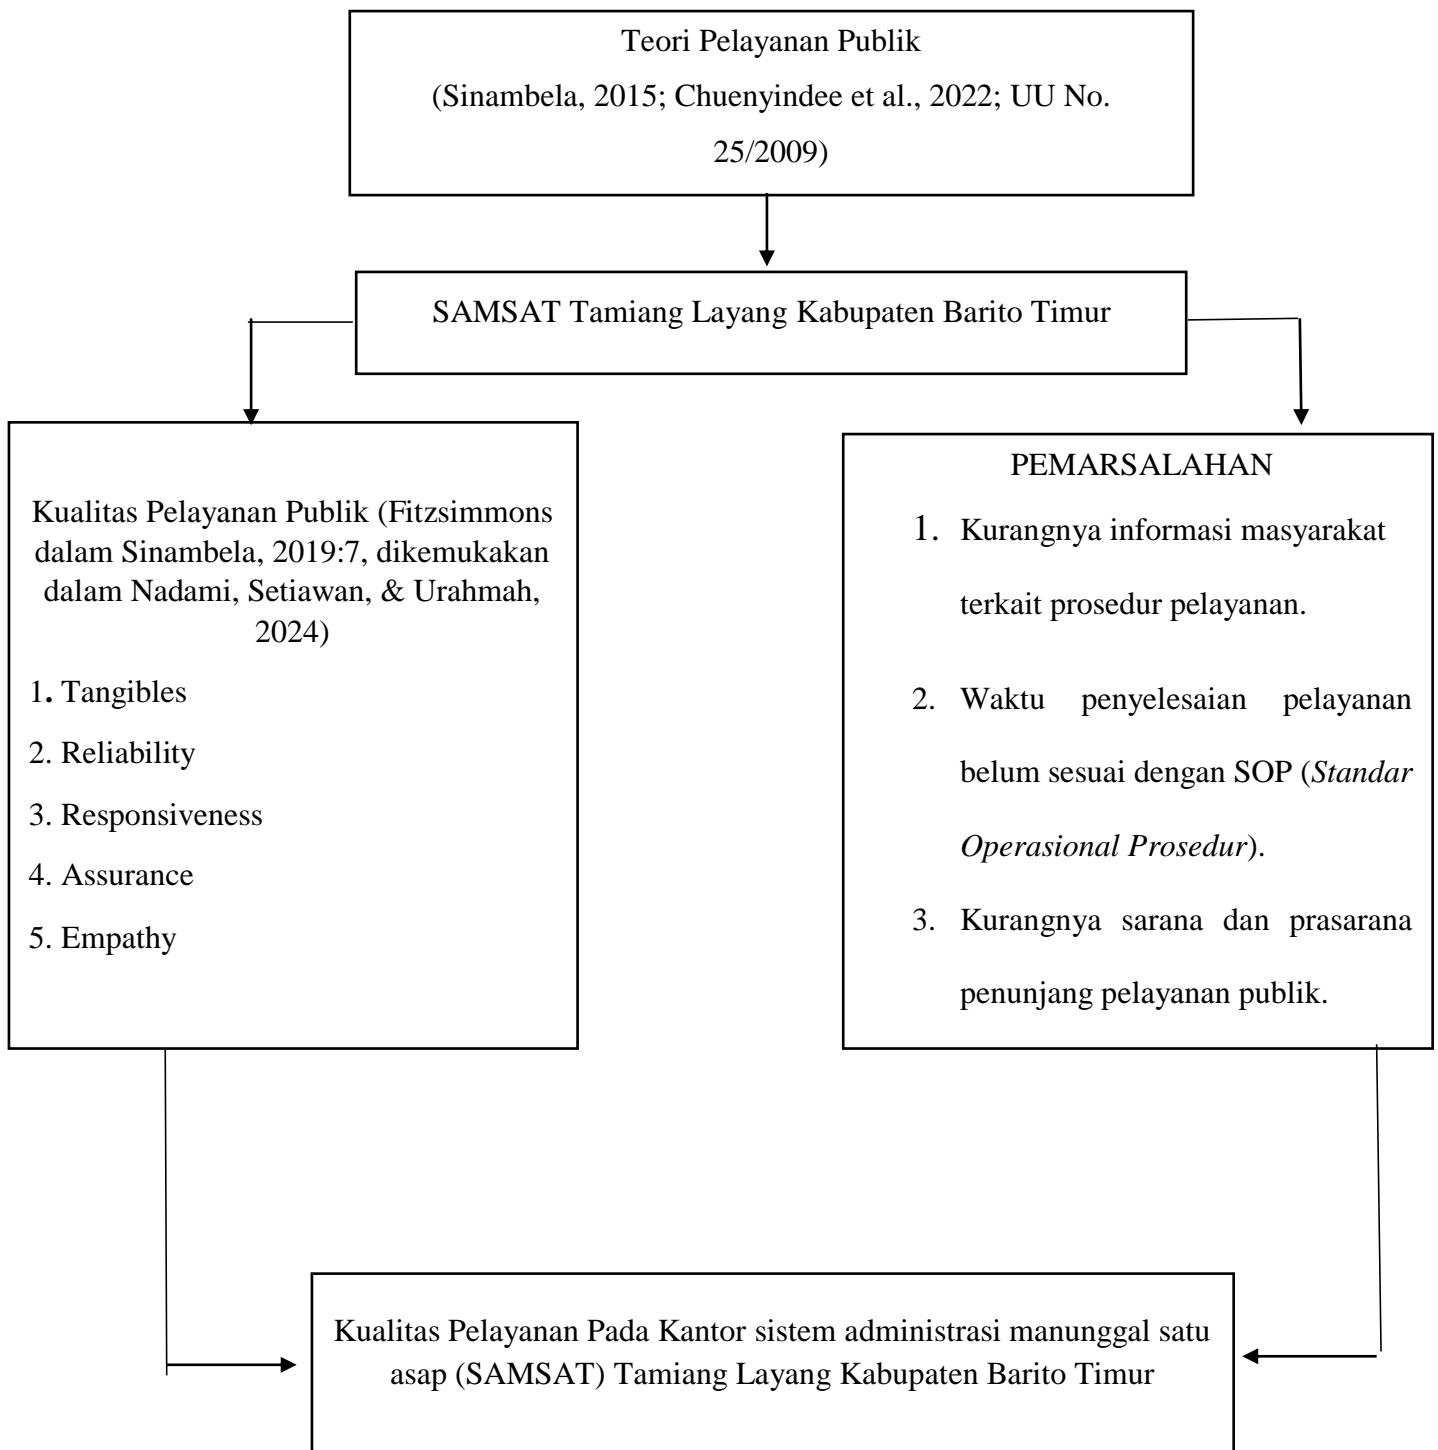 Teori Pelayanan Publik
(Sinambela, 2015; Chuenyindee et al., 2022; UU No.
25/2009)
SAMSAT Tamiang Layang Kabupaten Barito Timur
Kualitas Pelayanan Publik (Fitzsimmons
dalam Sinambela, 2019:7, dikemukakan
dalam Nadami, Setiawan, & Urahmah,
2024)
1. Tangibles
2. Reliability
3. Responsiveness
4. Assurance
5. Empathy
PEMARSALAHAN
1. Kurangnya informasi masyarakat
terkait prosedur pelayanan.
2. Waktu penyelesaian pelayanan
belum sesuai dengan SOP (Standar
Operasional Prosedur).
3. Kurangnya sarana dan prasarana
penunjang pelayanan publik.
Kualitas Pelayanan Pada Kantor sistem administrasi manunggal satu
asap (SAMSAT) Tamiang Layang Kabupaten Barito Timur